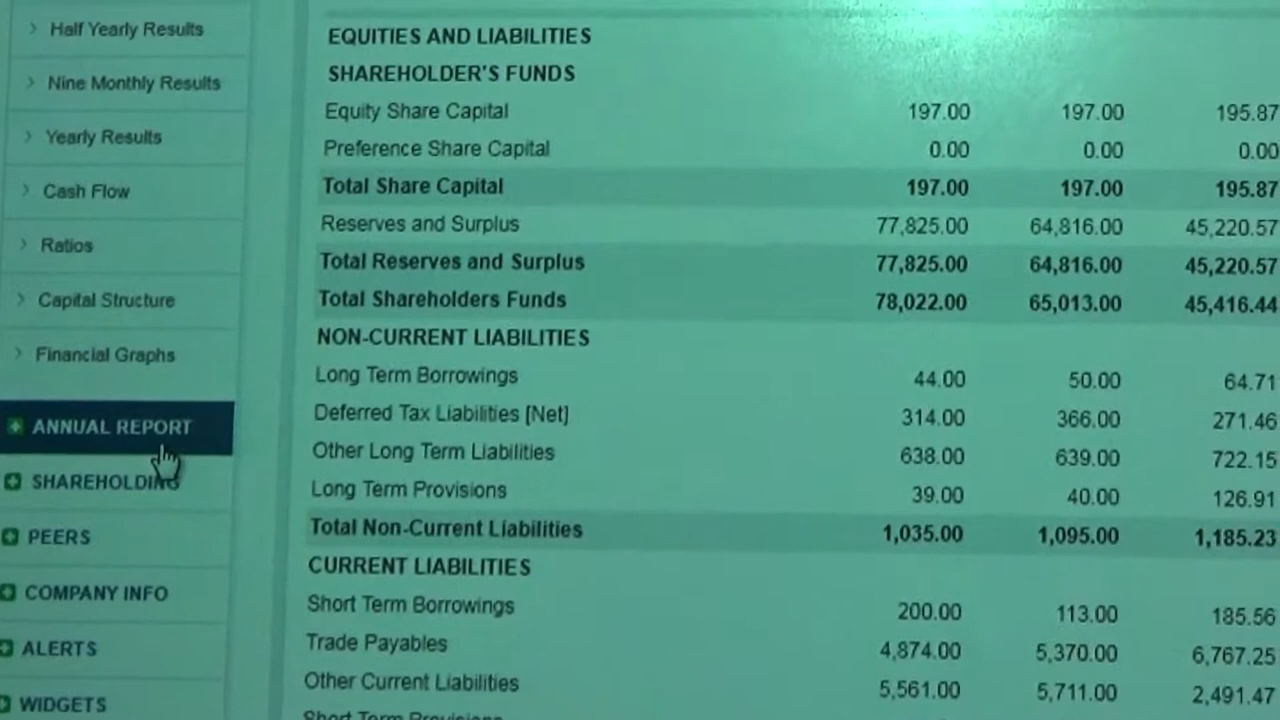 Half Yearly Results
Nine Monthly Results
Yearly Results
Cash Flow
Ratios
Capital Structure
Financial Graphs
ANNUAL REPORT
SHAREHOLDING
PEERS
COMPANY INFO
ALERTS
WIDGETS
EQUITIES AND LIABILITIES
SHAREHOLDER'S FUNDS
Equity Share Capital 197.00 197.00 195.87
Preference Share Capital 0.00 0.00 0.00
Total Share Capital 197.00 197.00 195.87
Reserves and Surplus 77,825.00 64,816.00 45,220.57
Total Reserves and Surplus 77,825.00 64,816.00 45,220.57
Total Shareholders Funds 78,022.00 65,013.00 45,416.44
NON-CURRENT LIABILITIES
Long Term Borrowings 44.00 50.00 64.71
Deferred Tax Liabilities [Net] 314.00 366.00 271.46
Other Long Term Liabilities 638.00 639.00 722.15
Long Term Provisions 39.00 40.00 126.91
Total Non-Current Liabilities 1,035.00 1,095.00 1,185.23
CURRENT LIABILITIES
Short Term Borrowings 200.00 113.00 185.56
Trade Payables 4,874.00 5,370.00 6,767.25
Other Current Liabilities 5,561.00 5,711.00 2,491.47
Short Term Provisions